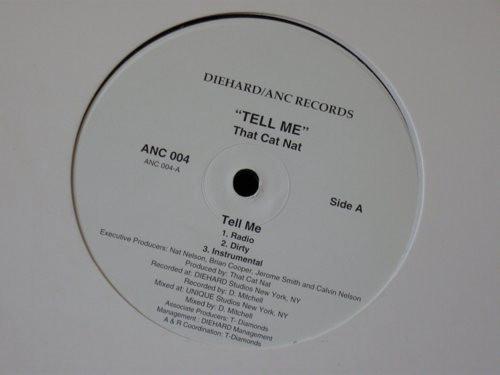 DIEHARD/ANC RECORDS
"TELL ME"
That Cat Nat
ANC 004
ANC 004-A
Side A
Tell Me
1. Radio
2. Dirty
3. Instrumental
Executive Producers: Nat Nelson, Brian Cooper, Jerome Smith and Calvin Nelson
Produced by: That Cat Nat
Recorded at: DIEHARD Studios New York, NY
Recorded by: D. Mitchell
Mixed at: UNIQUE Studios New York, NY
Mixed by: D. Mitchell
Associate Producers: T- Diamonds
Management : DIEHARD Management
A & R Coordination: T-Diamonds